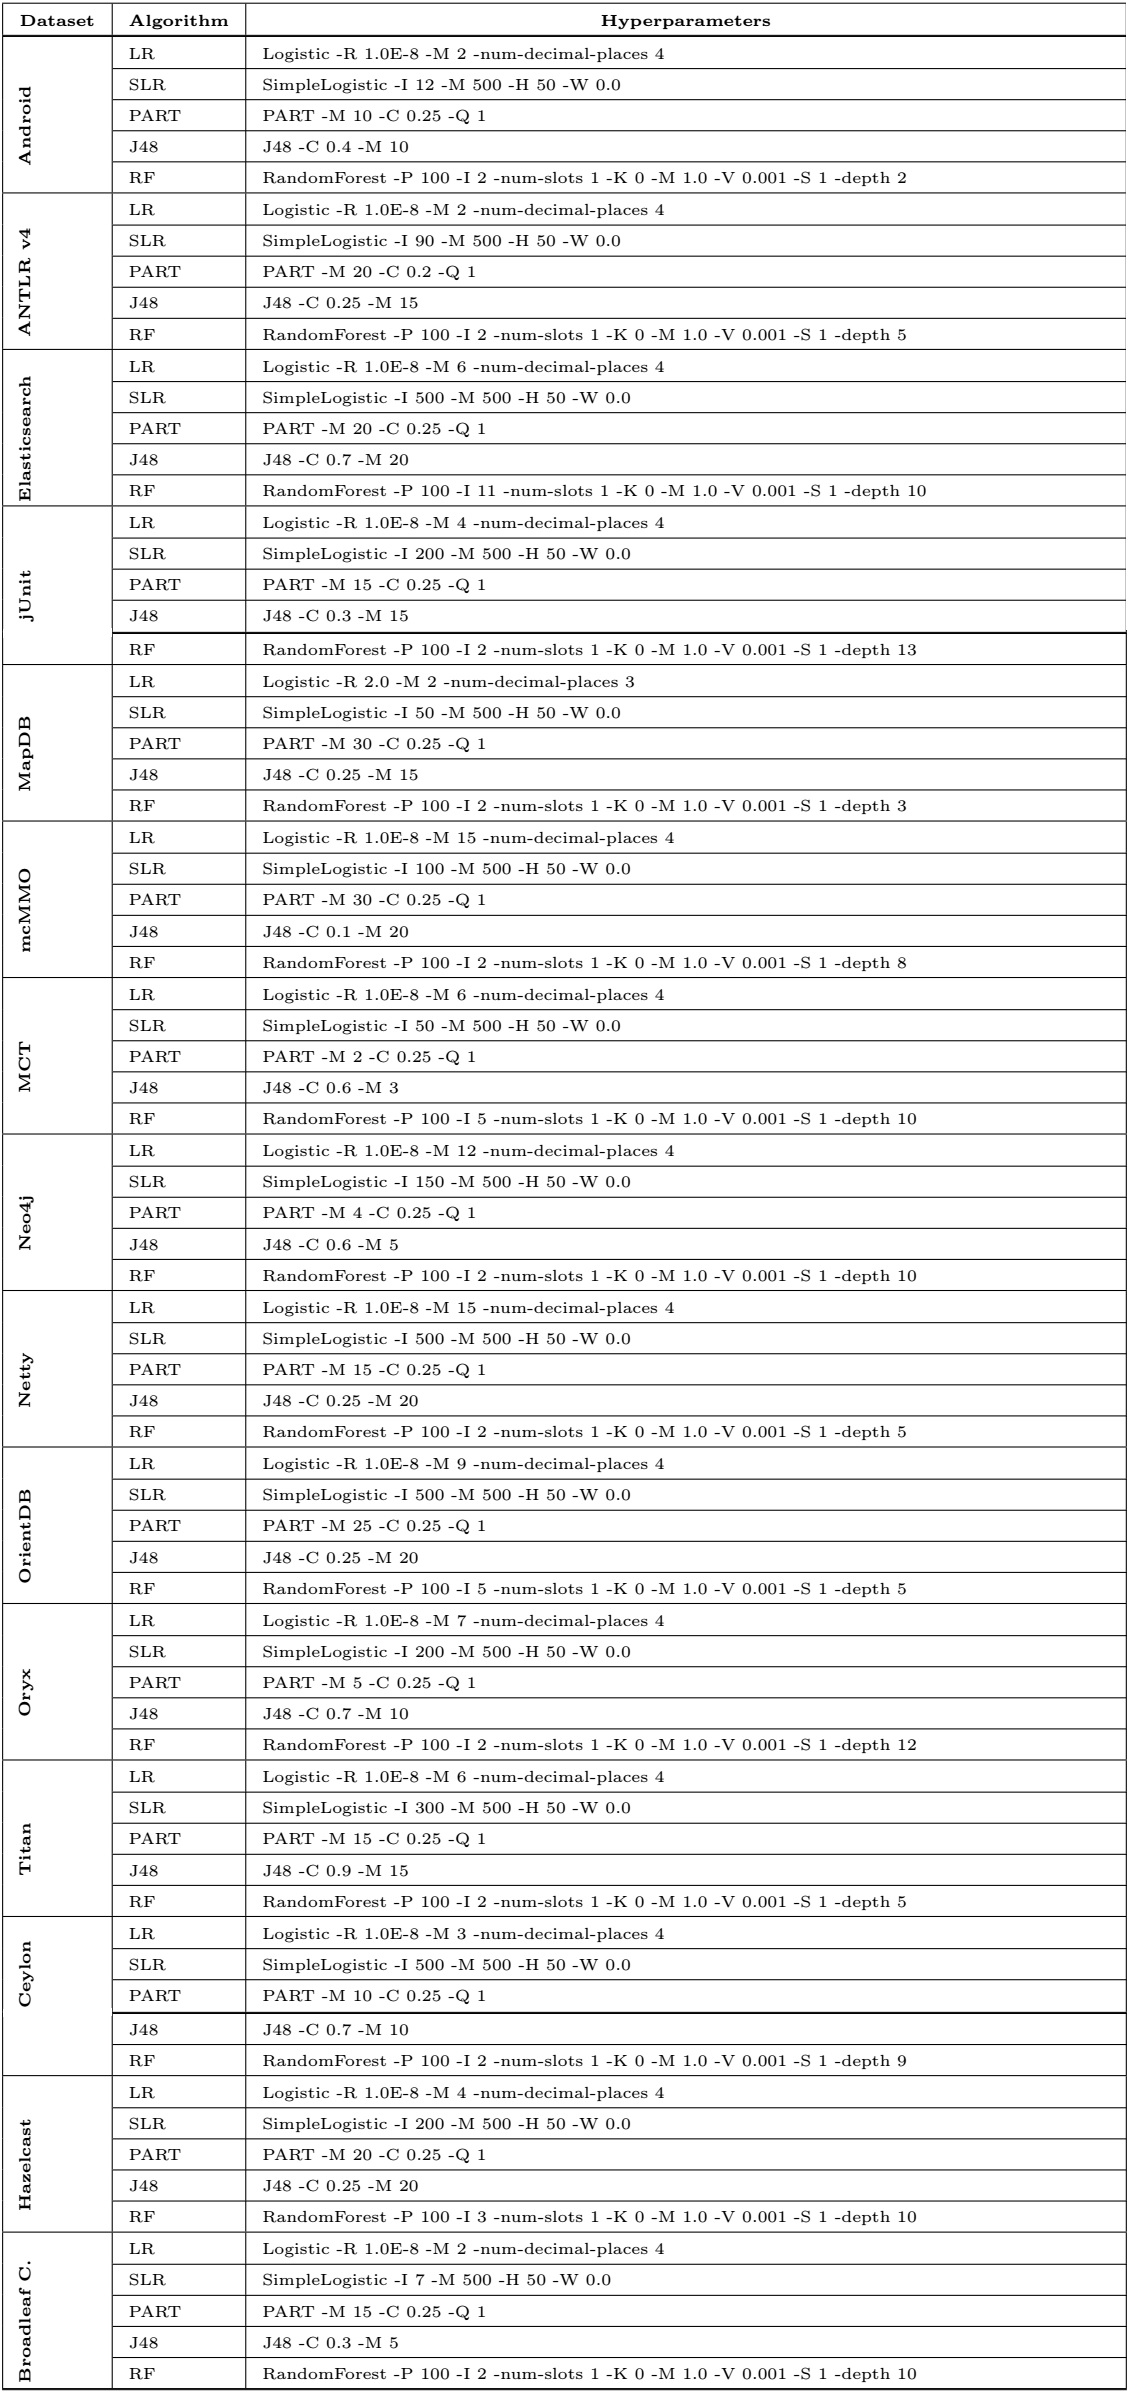 Dataset Algorithm Hyperparameters
Android
LR Logistic -R 1.0E-8 -M 2 -num-decimal-places 4
SLR SimpleLogistic -I 12 -M 500 -H 50 -W 0.0
PART PART -M 10 -C 0.25 -Q 1
J48 J48 -C 0.4 -M 10
RF RandomForest -P 100 -I 2 -num-slots 1 -K 0 -M 1.0 -V 0.001 -S 1 -depth 2
ANTLR v4
LR Logistic -R 1.0E-8 -M 2 -num-decimal-places 4
SLR SimpleLogistic -I 90 -M 500 -H 50 -W 0.0
PART PART -M 20 -C 0.2 -Q 1
J48 J48 -C 0.25 -M 15
RF RandomForest -P 100 -I 2 -num-slots 1 -K 0 -M 1.0 -V 0.001 -S 1 -depth 5
Elasticsearch
LR Logistic -R 1.0E-8 -M 6 -num-decimal-places 4
SLR SimpleLogistic -I 500 -M 500 -H 50 -W 0.0
PART PART -M 20 -C 0.25 -Q 1
J48 J48 -C 0.7 -M 20
RF RandomForest -P 100 -I 11 -num-slots 1 -K 0 -M 1.0 -V 0.001 -S 1 -depth 10
jUnit
LR Logistic -R 1.0E-8 -M 4 -num-decimal-places 4
SLR SimpleLogistic -I 200 -M 500 -H 50 -W 0.0
PART PART -M 15 -C 0.25 -Q 1
J48 J48 -C 0.3 -M 15
RF RandomForest -P 100 -I 2 -num-slots 1 -K 0 -M 1.0 -V 0.001 -S 1 -depth 13
MapDB
LR Logistic -R 2.0 -M 2 -num-decimal-places 3
SLR SimpleLogistic -I 50 -M 500 -H 50 -W 0.0
PART PART -M 30 -C 0.25 -Q 1
J48 J48 -C 0.25 -M 15
RF RandomForest -P 100 -I 2 -num-slots 1 -K 0 -M 1.0 -V 0.001 -S 1 -depth 3
mcMMO
LR Logistic -R 1.0E-8 -M 15 -num-decimal-places 4
SLR SimpleLogistic -I 100 -M 500 -H 50 -W 0.0
PART PART -M 30 -C 0.25 -Q 1
J48 J48 -C 0.1 -M 20
RF RandomForest -P 100 -I 2 -num-slots 1 -K 0 -M 1.0 -V 0.001 -S 1 -depth 8
MCT
LR Logistic -R 1.0E-8 -M 6 -num-decimal-places 4
SLR SimpleLogistic -I 50 -M 500 -H 50 -W 0.0
PART PART -M 2 -C 0.25 -Q 1
J48 J48 -C 0.6 -M 3
RF RandomForest -P 100 -I 5 -num-slots 1 -K 0 -M 1.0 -V 0.001 -S 1 -depth 10
Neo4j
LR Logistic -R 1.0E-8 -M 12 -num-decimal-places 4
SLR SimpleLogistic -I 150 -M 500 -H 50 -W 0.0
PART PART -M 4 -C 0.25 -Q 1
J48 J48 -C 0.6 -M 5
RF RandomForest -P 100 -I 2 -num-slots 1 -K 0 -M 1.0 -V 0.001 -S 1 -depth 10
Netty
LR Logistic -R 1.0E-8 -M 15 -num-decimal-places 4
SLR SimpleLogistic -I 500 -M 500 -H 50 -W 0.0
PART PART -M 15 -C 0.25 -Q 1
J48 J48 -C 0.25 -M 20
RF RandomForest -P 100 -I 2 -num-slots 1 -K 0 -M 1.0 -V 0.001 -S 1 -depth 5
OrientDB
LR Logistic -R 1.0E-8 -M 9 -num-decimal-places 4
SLR SimpleLogistic -I 500 -M 500 -H 50 -W 0.0
PART PART -M 25 -C 0.25 -Q 1
J48 J48 -C 0.25 -M 20
RF RandomForest -P 100 -I 5 -num-slots 1 -K 0 -M 1.0 -V 0.001 -S 1 -depth 5
Oryx
LR Logistic -R 1.0E-8 -M 7 -num-decimal-places 4
SLR SimpleLogistic -I 200 -M 500 -H 50 -W 0.0
PART PART -M 5 -C 0.25 -Q 1
J48 J48 -C 0.7 -M 10
RF RandomForest -P 100 -I 2 -num-slots 1 -K 0 -M 1.0 -V 0.001 -S 1 -depth 12
Titan
LR Logistic -R 1.0E-8 -M 6 -num-decimal-places 4
SLR SimpleLogistic -I 300 -M 500 -H 50 -W 0.0
PART PART -M 15 -C 0.25 -Q 1
J48 J48 -C 0.9 -M 15
RF RandomForest -P 100 -I 2 -num-slots 1 -K 0 -M 1.0 -V 0.001 -S 1 -depth 5
Ceylon
LR Logistic -R 1.0E-8 -M 3 -num-decimal-places 4
SLR SimpleLogistic -I 500 -M 500 -H 50 -W 0.0
PART PART -M 10 -C 0.25 -Q 1
J48 J48 -C 0.7 -M 10
RF RandomForest -P 100 -I 2 -num-slots 1 -K 0 -M 1.0 -V 0.001 -S 1 -depth 9
Hazelcast
LR Logistic -R 1.0E-8 -M 4 -num-decimal-places 4
SLR SimpleLogistic -I 200 -M 500 -H 50 -W 0.0
PART PART -M 20 -C 0.25 -Q 1
J48 J48 -C 0.25 -M 20
RF RandomForest -P 100 -I 3 -num-slots 1 -K 0 -M 1.0 -V 0.001 -S 1 -depth 10
Broadleaf C.
LR Logistic -R 1.0E-8 -M 2 -num-decimal-places 4
SLR SimpleLogistic -I 7 -M 500 -H 50 -W 0.0
PART PART -M 15 -C 0.25 -Q 1
J48 J48 -C 0.3 -M 5
RF RandomForest -P 100 -I 2 -num-slots 1 -K 0 -M 1.0 -V 0.001 -S 1 -depth 10